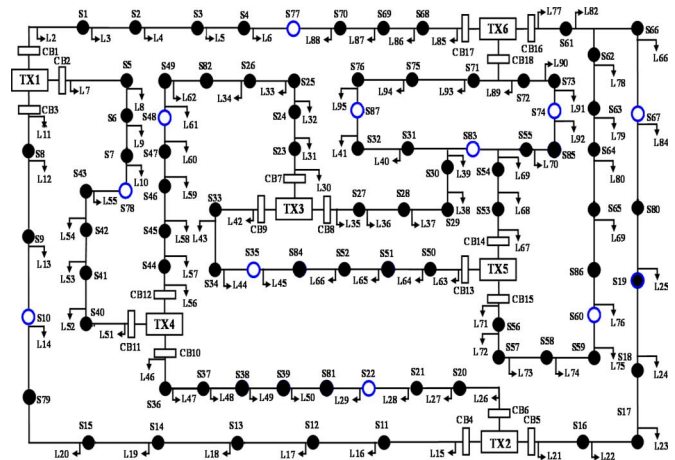 S1 S2 S3 S4 S77 S70 S69 S68 TX6 L77 L82
L2 L3 L4 L5 L6 L88 L87 L86 L85 CB17 CB16 S61 S66
CB1 CB18 S62 L66
TX1 CB2 S5 S49 S82 S26 S25 S76 S75 S71 L90 S73 L78
L7 L8 L62 L34 L33 L95 L94 L93 L89 S72
CB3 S6 S48 L61 S24 L32 S87 S74 L91 S63 S67
L11 L9 L92 L79 L84
S8 S7 S47 L60 S23 L31 S32 S31 S83 S55 S85 S64
L12 L10 L41 L40 L39 L70 L80
S43 L55 S78 S46 L59 CB7 L30 S30 S54 L69
L54 S42 S33 TX3 S27 S28 L38 S53 L68 S65 S80
S9 L53 S41 S45 L58 L43 L42 CB9 CB8 L35 L36 L37 S29 L69
L13 S44 L57 CB14 L67
S34 S35 S84 S52 S51 S50 TX5 S86 S19 L25
L52 CB12 L56 L44 L45 L66 L65 L64 L63 CB13 CB15
S10 S40 TX4 L71 S56 S60 L76
L14 L51 CB11 L72
L46 CB10 S57 S58 S59 S18
L73 L74 L75 L24
S36 S37 S38 S39 S81 S22 S21 S20
S79 L47 L48 L49 L50 L29 L28 L27 L26 S17
CB6
S15 S14 S13 S12 S11 CB4 CB5 S16
L20 L19 L18 L17 L16 L15 TX2 L21 L22 L23